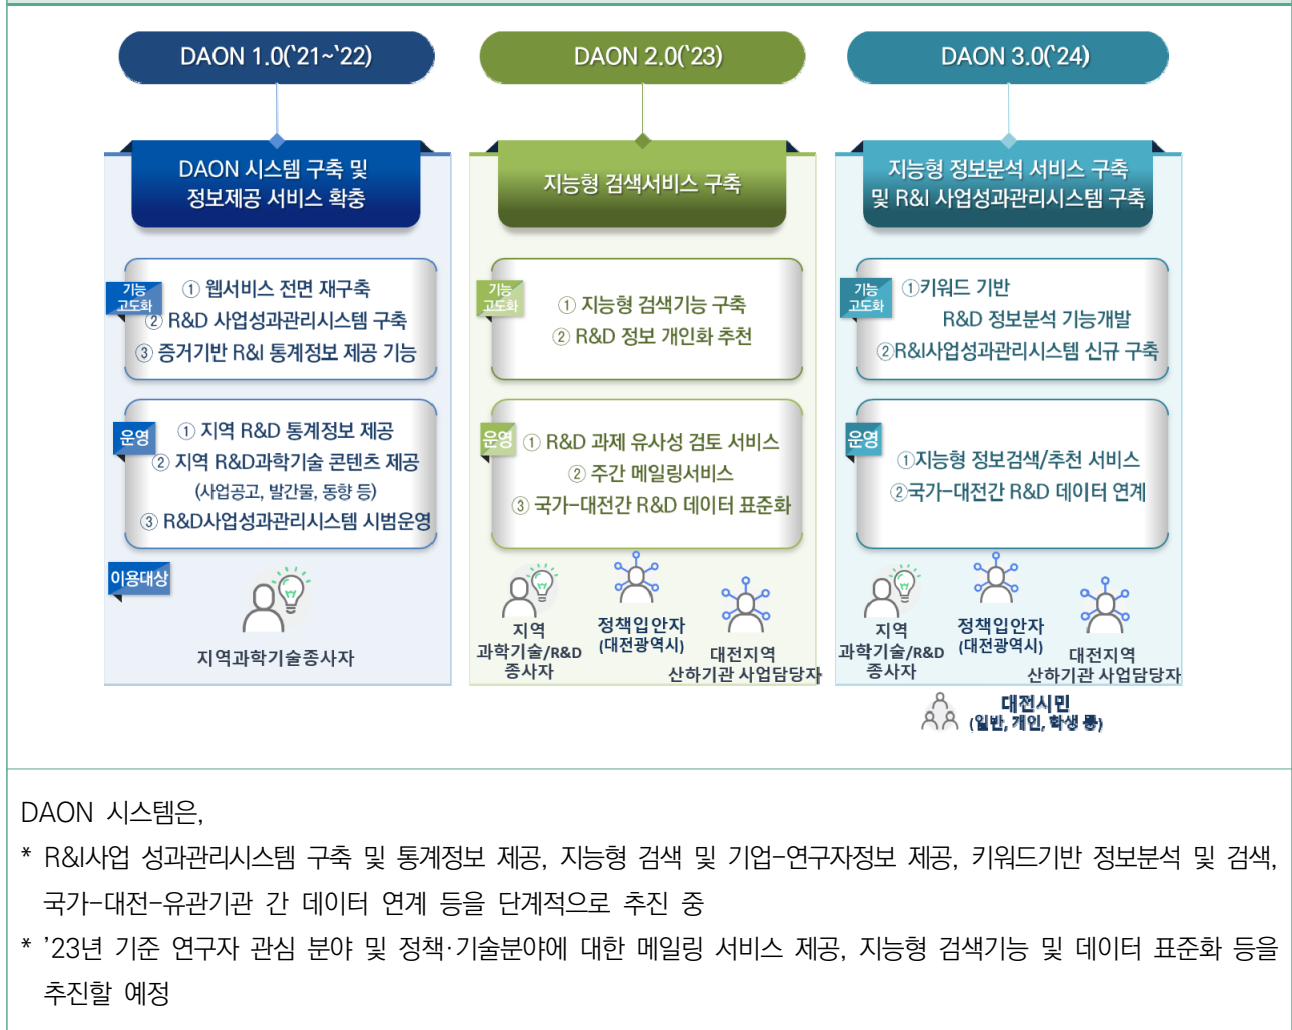 DAON 1.0(‘21~‘22)
DAON 시스템 구축 및
정보제공 서비스 확충
기능
고도화
① 웹서비스 전면 재구축
② R&D 사업성과관리시스템 구축
③ 증거기반 R&I 통계정보 제공 기능
운영
① 지역 R&D 통계정보 제공
② 지역 R&D과학기술 콘텐츠 제공
(사업공고, 발간물, 동향 등)
③ R&D사업성과관리시스템 시범운영
이용대상
지역과학기술종사자
DAON 2.0(‘23)
지능형 검색서비스 구축
기능
고도화
① 지능형 검색기능 구축
② R&D 정보 개인화 추천
운영
① R&D 과제 유사성 검토 서비스
② 주간 메일링서비스
③ 국가-대전간 R&D 데이터 표준화
지역
과학기술/R&D
종사자
정책입안자
(대전광역시)
대전지역
산하기관 사업담당자
DAON 3.0(‘24)
지능형 정보분석 서비스 구축
및 R&I 사업성과관리시스템 구축
기능
고도화
①키워드 기반
R&D 정보분석 기능개발
②R&I사업성과관리시스템 신규 구축
운영
①지능형 정보검색/추천 서비스
②국가-대전간 R&D 데이터 연계
지역
과학기술/R&D
종사자
정책입안자
(대전광역시)
대전지역
산하기관 사업담당자
대전시민
(일반, 개인, 학생 등)
DAON 시스템은,
* R&I사업 성과관리시스템 구축 및 통계정보 제공, 지능형 검색 및 기업-연구자정보 제공, 키워드기반 정보분석 및 검색,
국가-대전-유관기관 간 데이터 연계 등을 단계적으로 추진 중
* ’23년 기준 연구자 관심 분야 및 정책·기술분야에 대한 메일링 서비스 제공, 지능형 검색기능 및 데이터 표준화 등을
추진할 예정